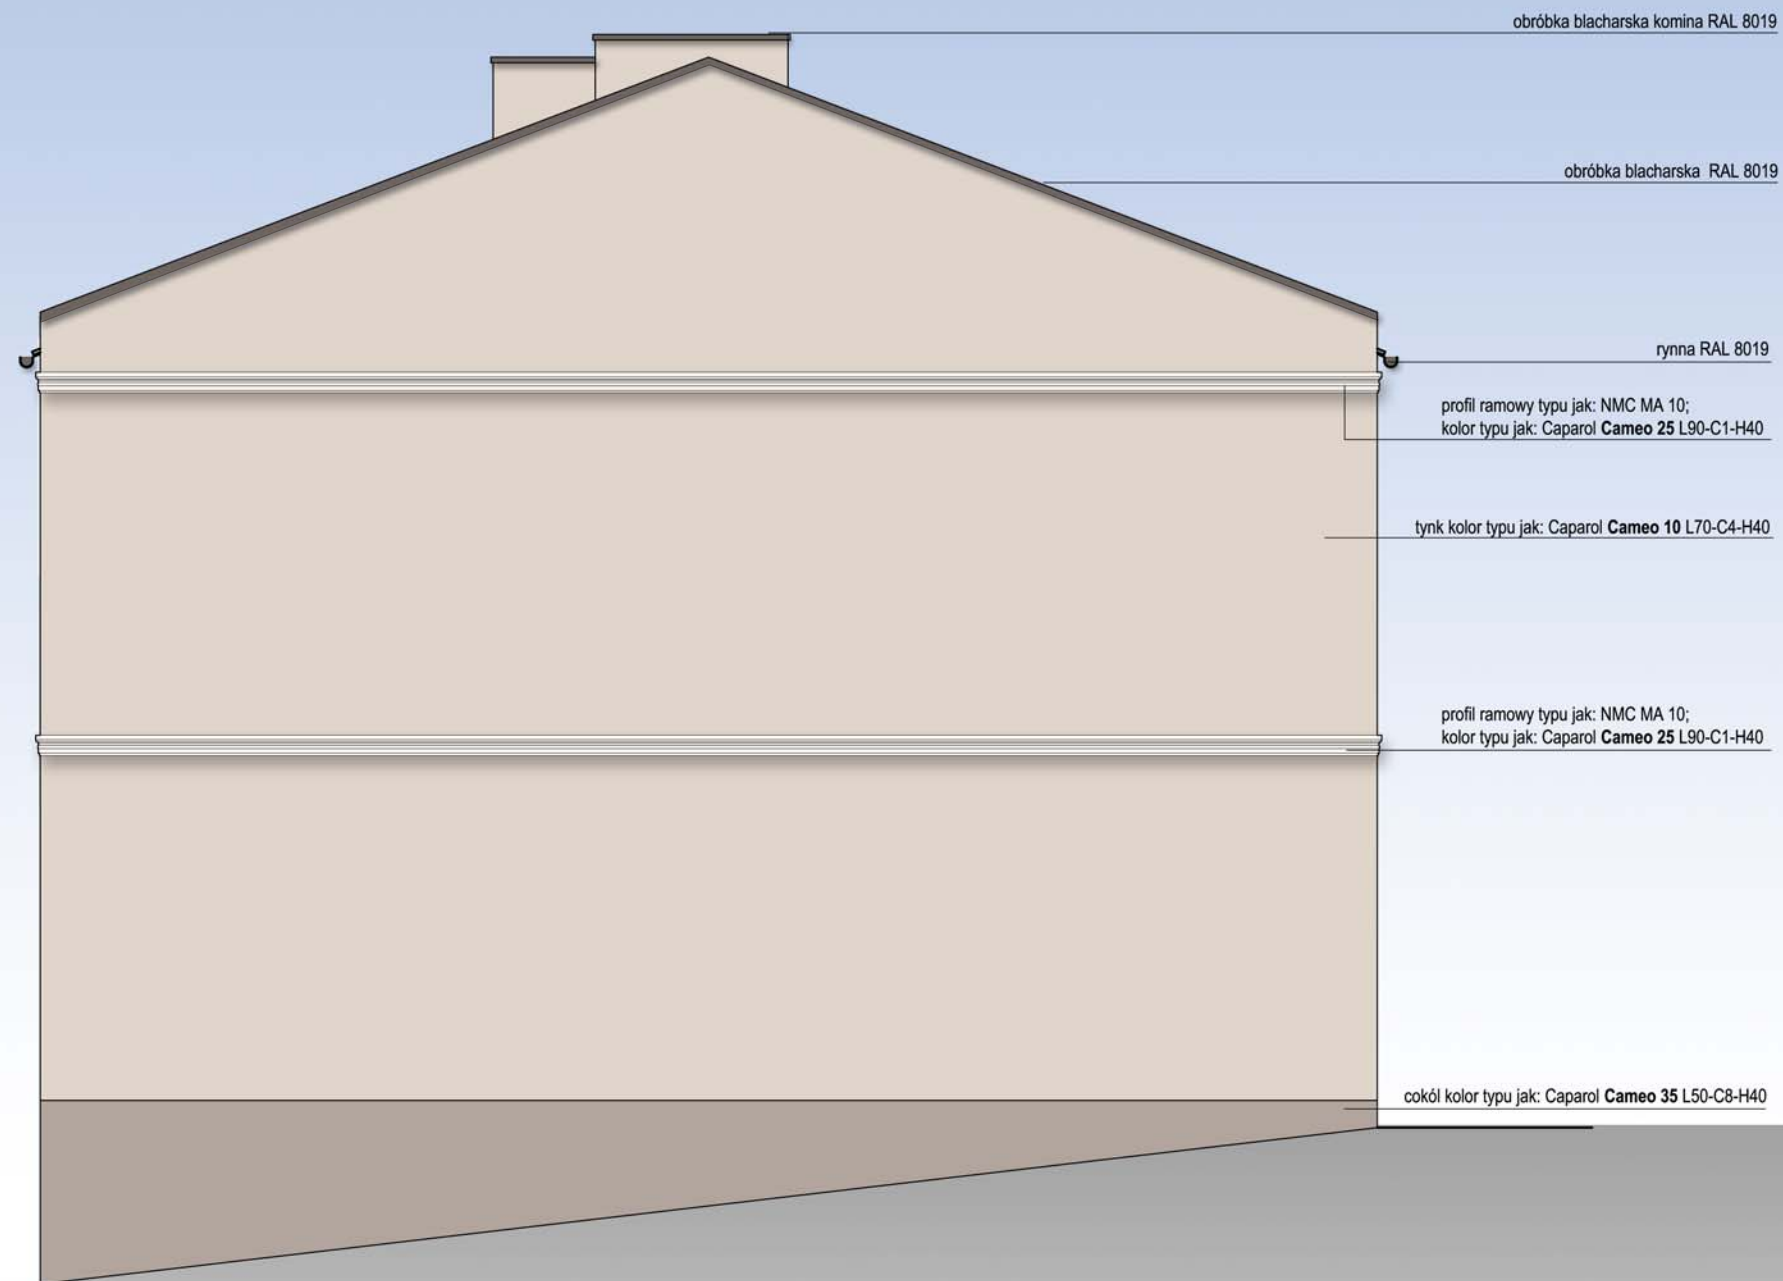 obróbka blacharska komina RAL 8019
obróbka blacharska RAL 8019
rynna RAL 8019
profil ramowy typu jak: NMC MA 10;
kolor typu jak: Caparol Cameo 25 L90-C1-H40
tynk kolor typu jak: Caparol Cameo 10 L70-C4-H40
profil ramowy typu jak: NMC MA 10;
kolor typu jak: Caparol Cameo 25 L90-C1-H40
cokól kolor typu jak: Caparol Cameo 35 L50-C8-H40